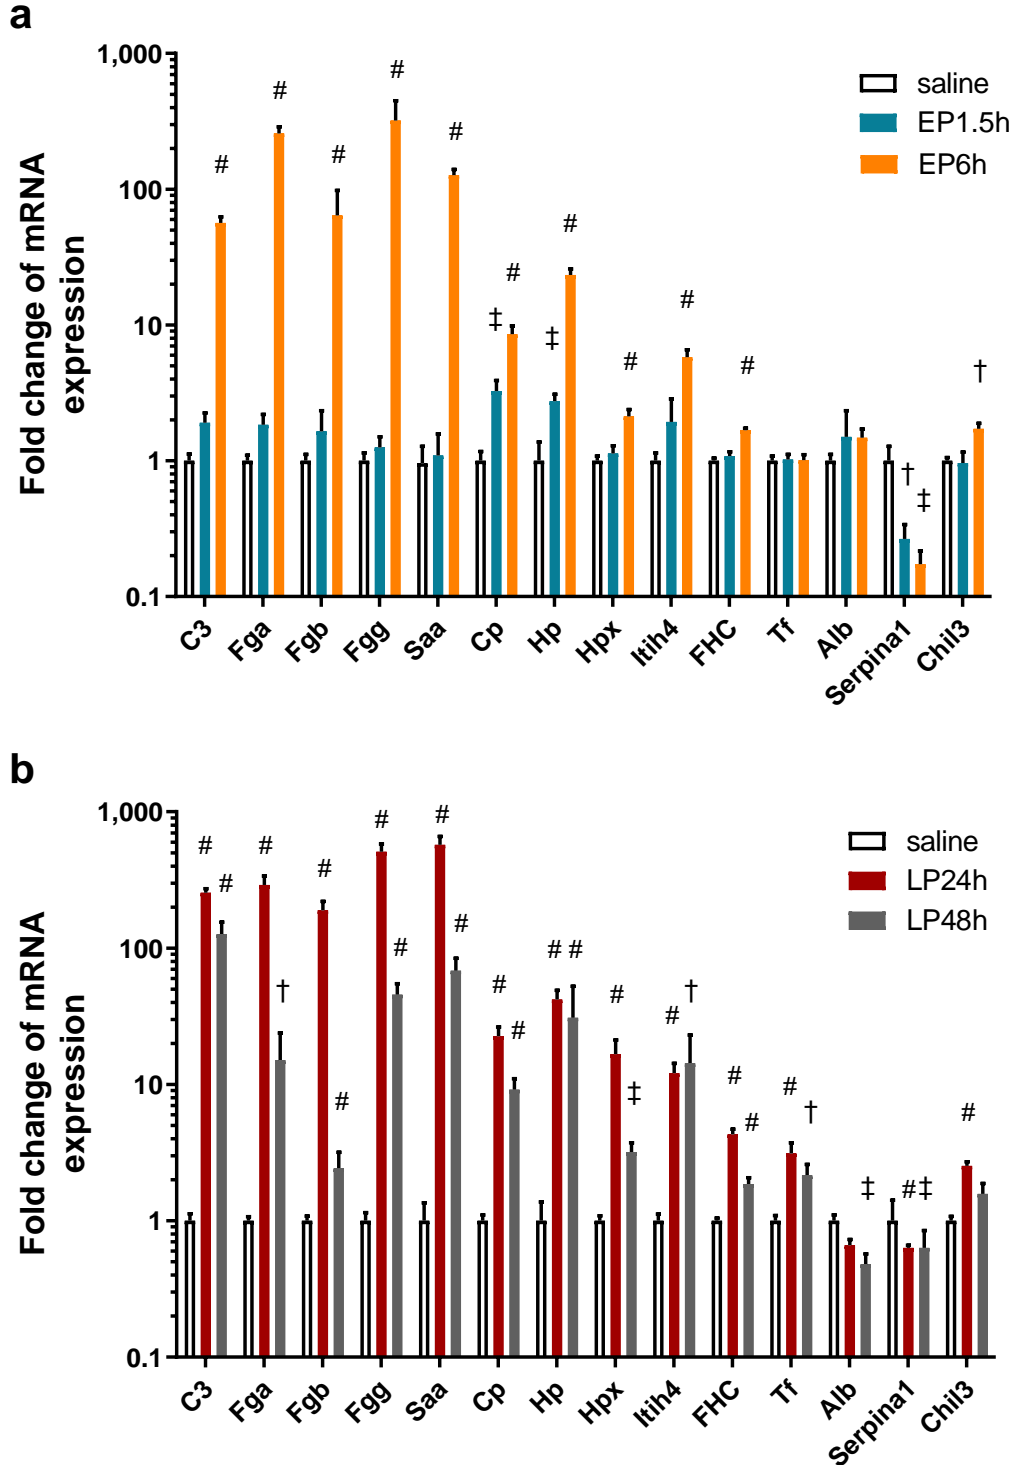 a
1,000
100
10
1
0.1
Fold change of mRNA
expression
saline
EP1.5h
EP6h
# # # # # ‡ # ‡ # # # # † ‡ †
C3 Fga Fgb Fgg Saa Cp Hp Hpx Itih4 FHC Tf Alb Serpina1 Chil3
b
1,000
100
10
1
0.1
Fold change of mRNA
expression
saline
LP24h
LP48h
# # # † # # # # # # # # # # # ‡ # † # # # † ‡ # ‡ #
C3 Fga Fgb Fgg Saa Cp Hp Hpx Itih4 FHC Tf Alb Serpina1 Chil3